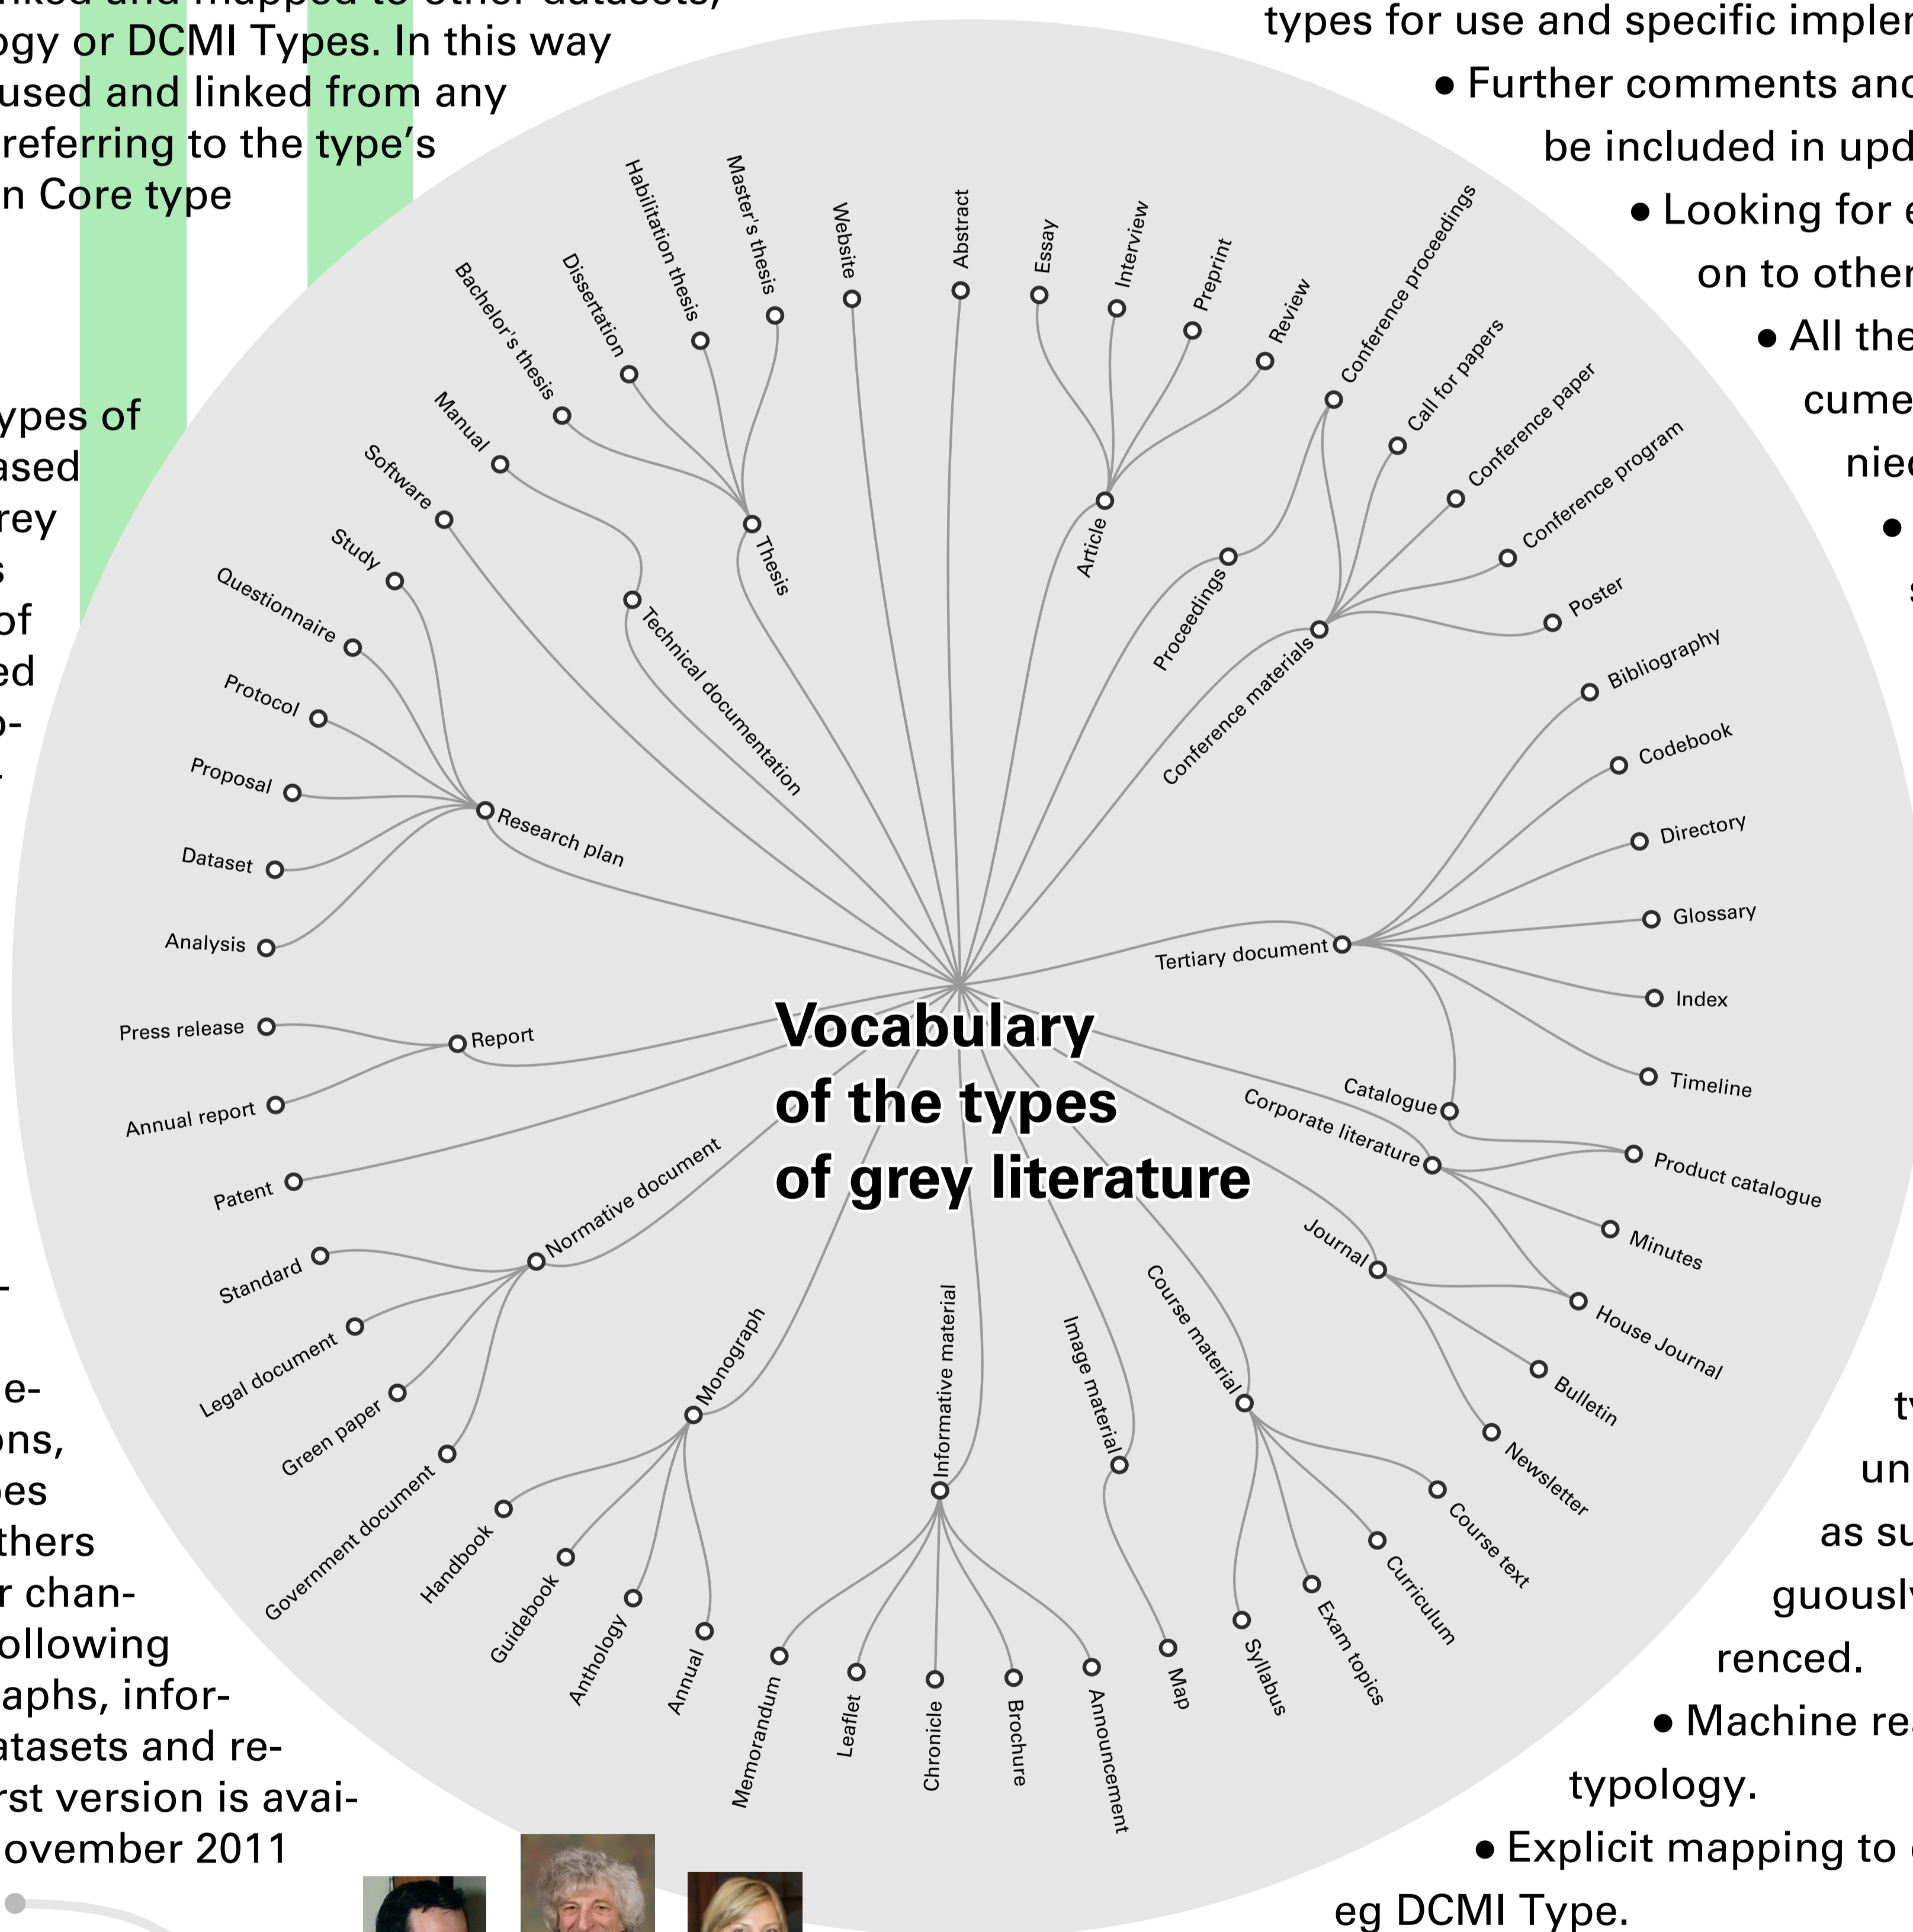 ogy or DCMI Types. In this way
used and linked from any
referring to the type's
n Core type
ypes of
ased
rey
of
ed
e-
ons,
thers
r chan-
ollowing
aphs, infor-
atasets and re-
rst version is avai-
ovember 2011
types for use and specific implem
• Further comments and
be included in upd
• Looking for e
on to other
• All the
cume
nied
•
un
as su
guously
renced.
• Machine rea
typology.
• Explicit mapping to
eg DCMI Type.
Vocabulary
of the types
of grey literature
Website
Abstract
Article
Essay
Interview
Preprint
Review
Proceedings
Conference proceedings
Conference materials
Call for papers
Conference paper
Conference program
Poster
Tertiary document
Bibliography
Codebook
Directory
Glossary
Index
Timeline
Catalogue
Corporate literature
Product catalogue
Minutes
Journal
House Journal
Bulletin
Newsletter
Course material
Course text
Curriculum
Exam topics
Syllabus
Image material
Map
Informative material
Announcement
Brochure
Chronicle
Leaflet
Memorandum
Monograph
Annual
Anthology
Guidebook
Handbook
Normative document
Government document
Green paper
Legal document
Standard
Patent
Report
Annual report
Press release
Research plan
Analysis
Dataset
Proposal
Protocol
Questionnaire
Study
Software
Technical documentation
Manual
Thesis
Bachelor's thesis
Dissertation
Habilitation thesis
Master's thesis